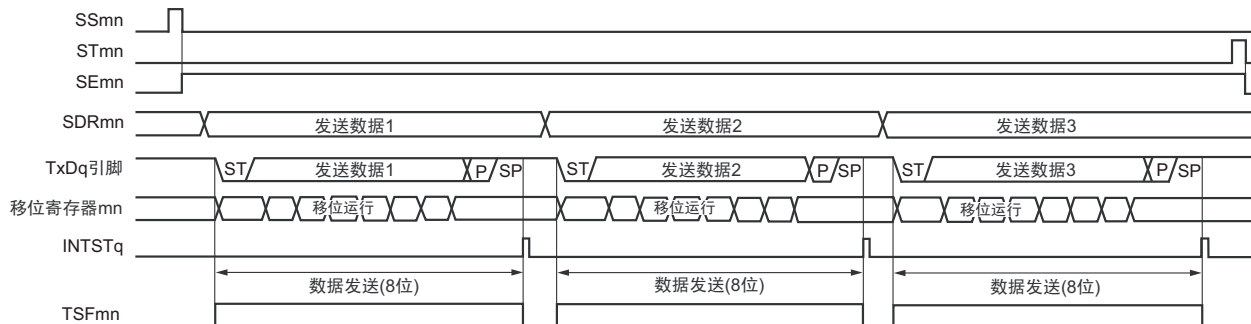 SSmn
STmn
SEmn
SDRmn 发送数据1 发送数据2 发送数据3
TxDq引脚 ST 发送数据1 P SP ST 发送数据2 P SP ST 发送数据3 P SP
移位寄存器mn 移位运行 移位运行 移位运行
INTSTq
数据发送(8位) 数据发送(8位) 数据发送(8位)
TSFmn